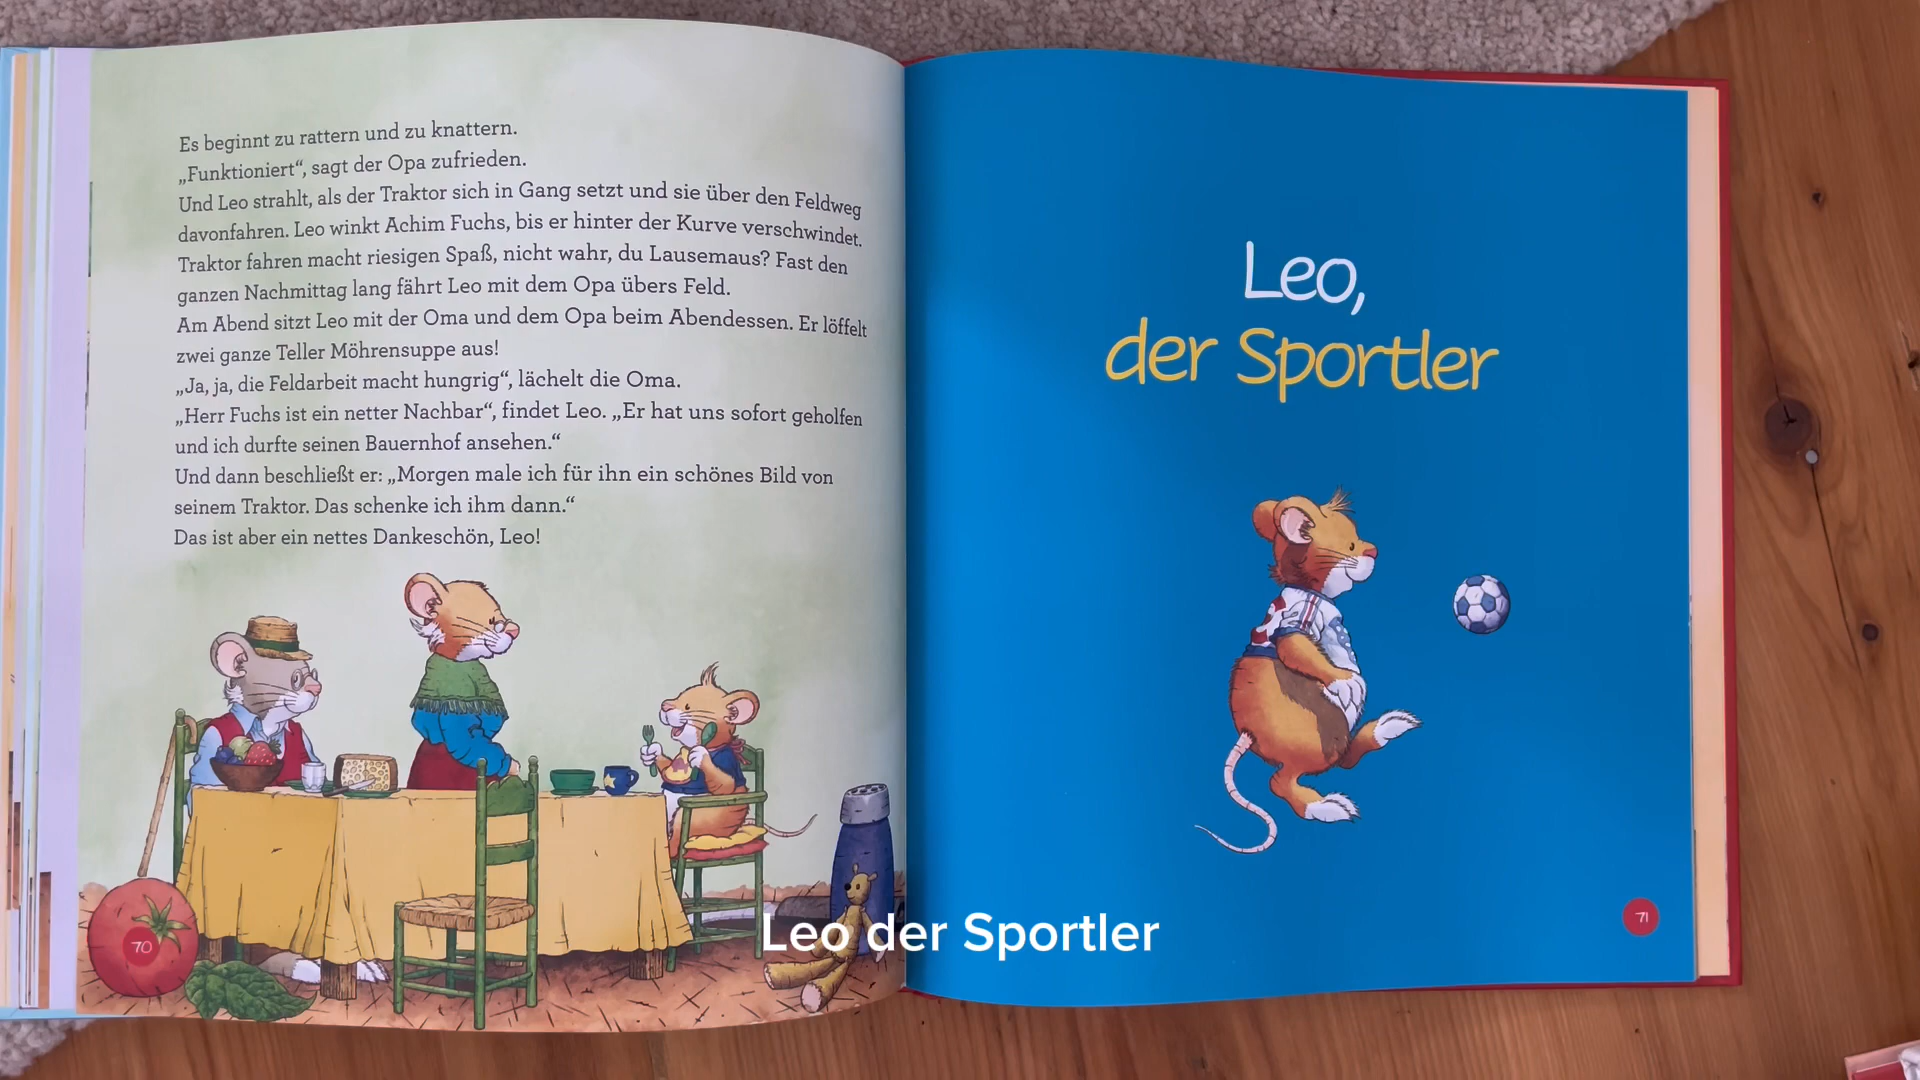 Es beginnt zu rattern und zu knattern.
„Funktioniert“, sagt der Opa zufrieden.
Und Leo strahlt, als der Traktor sich in Gang setzt und sie über den Feldweg
davonfahren. Leo winkt Achim Fuchs, bis er hinter der Kurve verschwindet.
Traktor fahren macht riesigen Spaß, nicht wahr, du Lausemaus? Fast den
ganzen Nachmittag lang fährt Leo mit dem Opa übers Feld.
Am Abend sitzt Leo mit der Oma und dem Opa beim Abendessen. Er löffelt
zwei ganze Teller Möhrensuppe aus!
„Ja, ja, die Feldarbeit macht hungrig“, lächelt die Oma.
„Herr Fuchs ist ein netter Nachbar“, findet Leo. „Er hat uns sofort geholfen
und ich durfte seinen Bauernhof ansehen.“
Und dann beschließt er: „Morgen male ich für ihn ein schönes Bild von
seinem Traktor. Das schenke ich ihm dann.“
Das ist aber ein nettes Dankeschön, Leo!
70
Leo,
der Sportler
71
Leo der Sportler